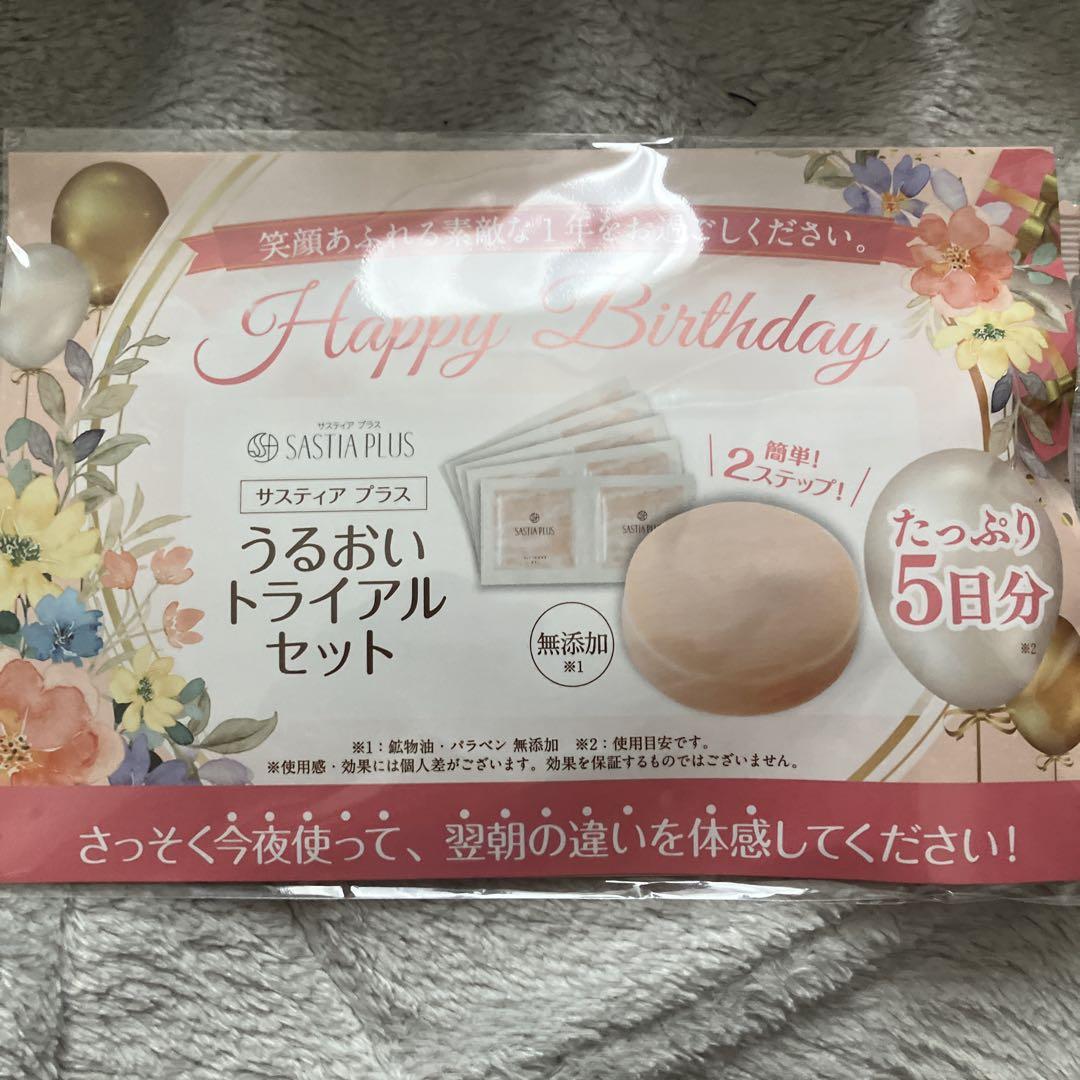 笑顔あふれる素敵な1年をお過ごしください。
Happy Birthday
サスティア プラス
SASTIA PLUS
サスティア プラス
うるおい
トライアル
セット
簡単!
2ステップ!
SASTIA PLUS
SASTIA PLUS
無添加
※1
たっぷり
5日分
※2
※1:鉱物油・パラベン 無添加 ※2:使用目安です。
※使用感・効果には個人差がございます。効果を保証するものではございません。
さっそく今夜使って、翌朝の違いを体感してください!